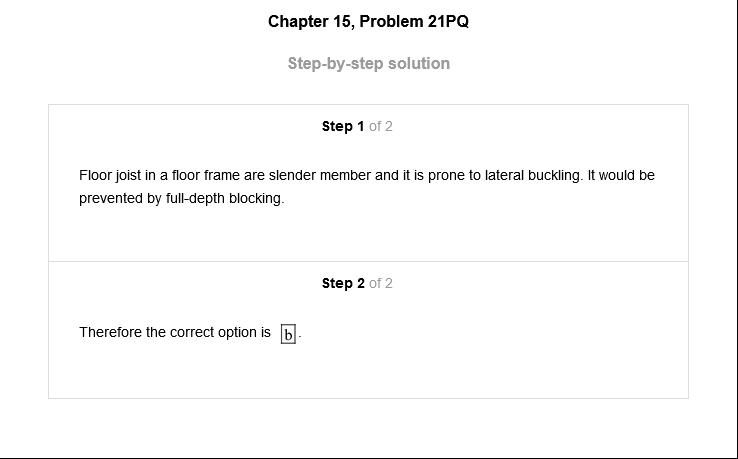 Chapter 15, Problem 21PQ
Step-by-step solution
Step 1 of 2
Floor joist in a floor frame are slender member and it is prone to lateral buckling. It would be
prevented by full-depth blocking.
Step 2 of 2
Therefore the correct option is b.